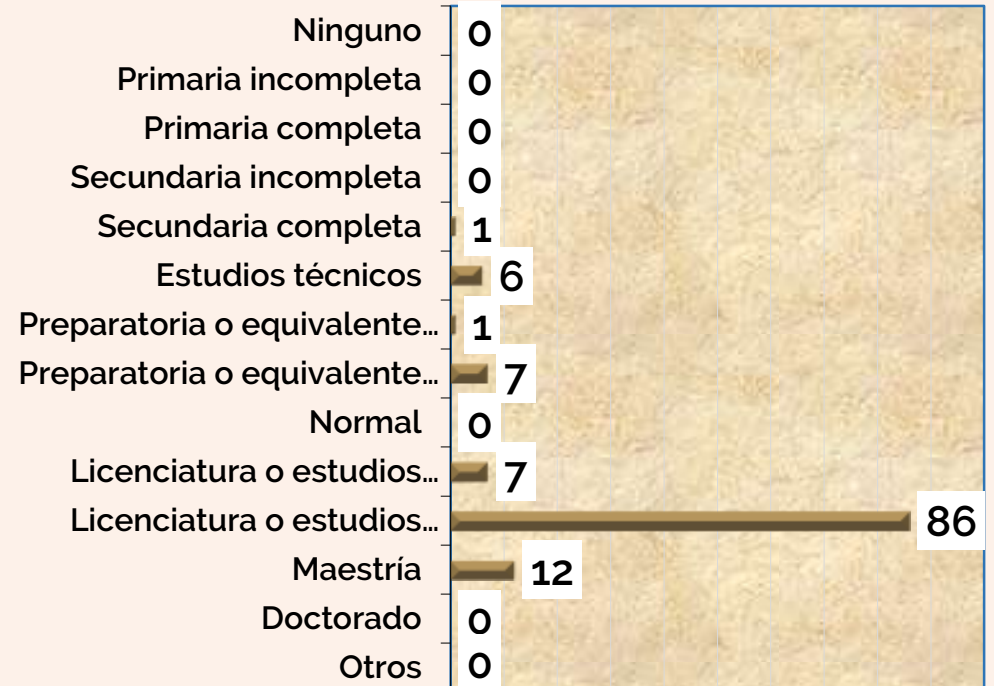 Ninguno 0
Primaria incompleta 0
Primaria completa 0
Secundaria incompleta 0
Secundaria completa 1
Estudios técnicos 6
Preparatoria o equivalente... 1
Preparatoria o equivalente... 7
Normal 0
Licenciatura o estudios... 7
Licenciatura o estudios... 86
Maestría 12
Doctorado 0
Otros 0